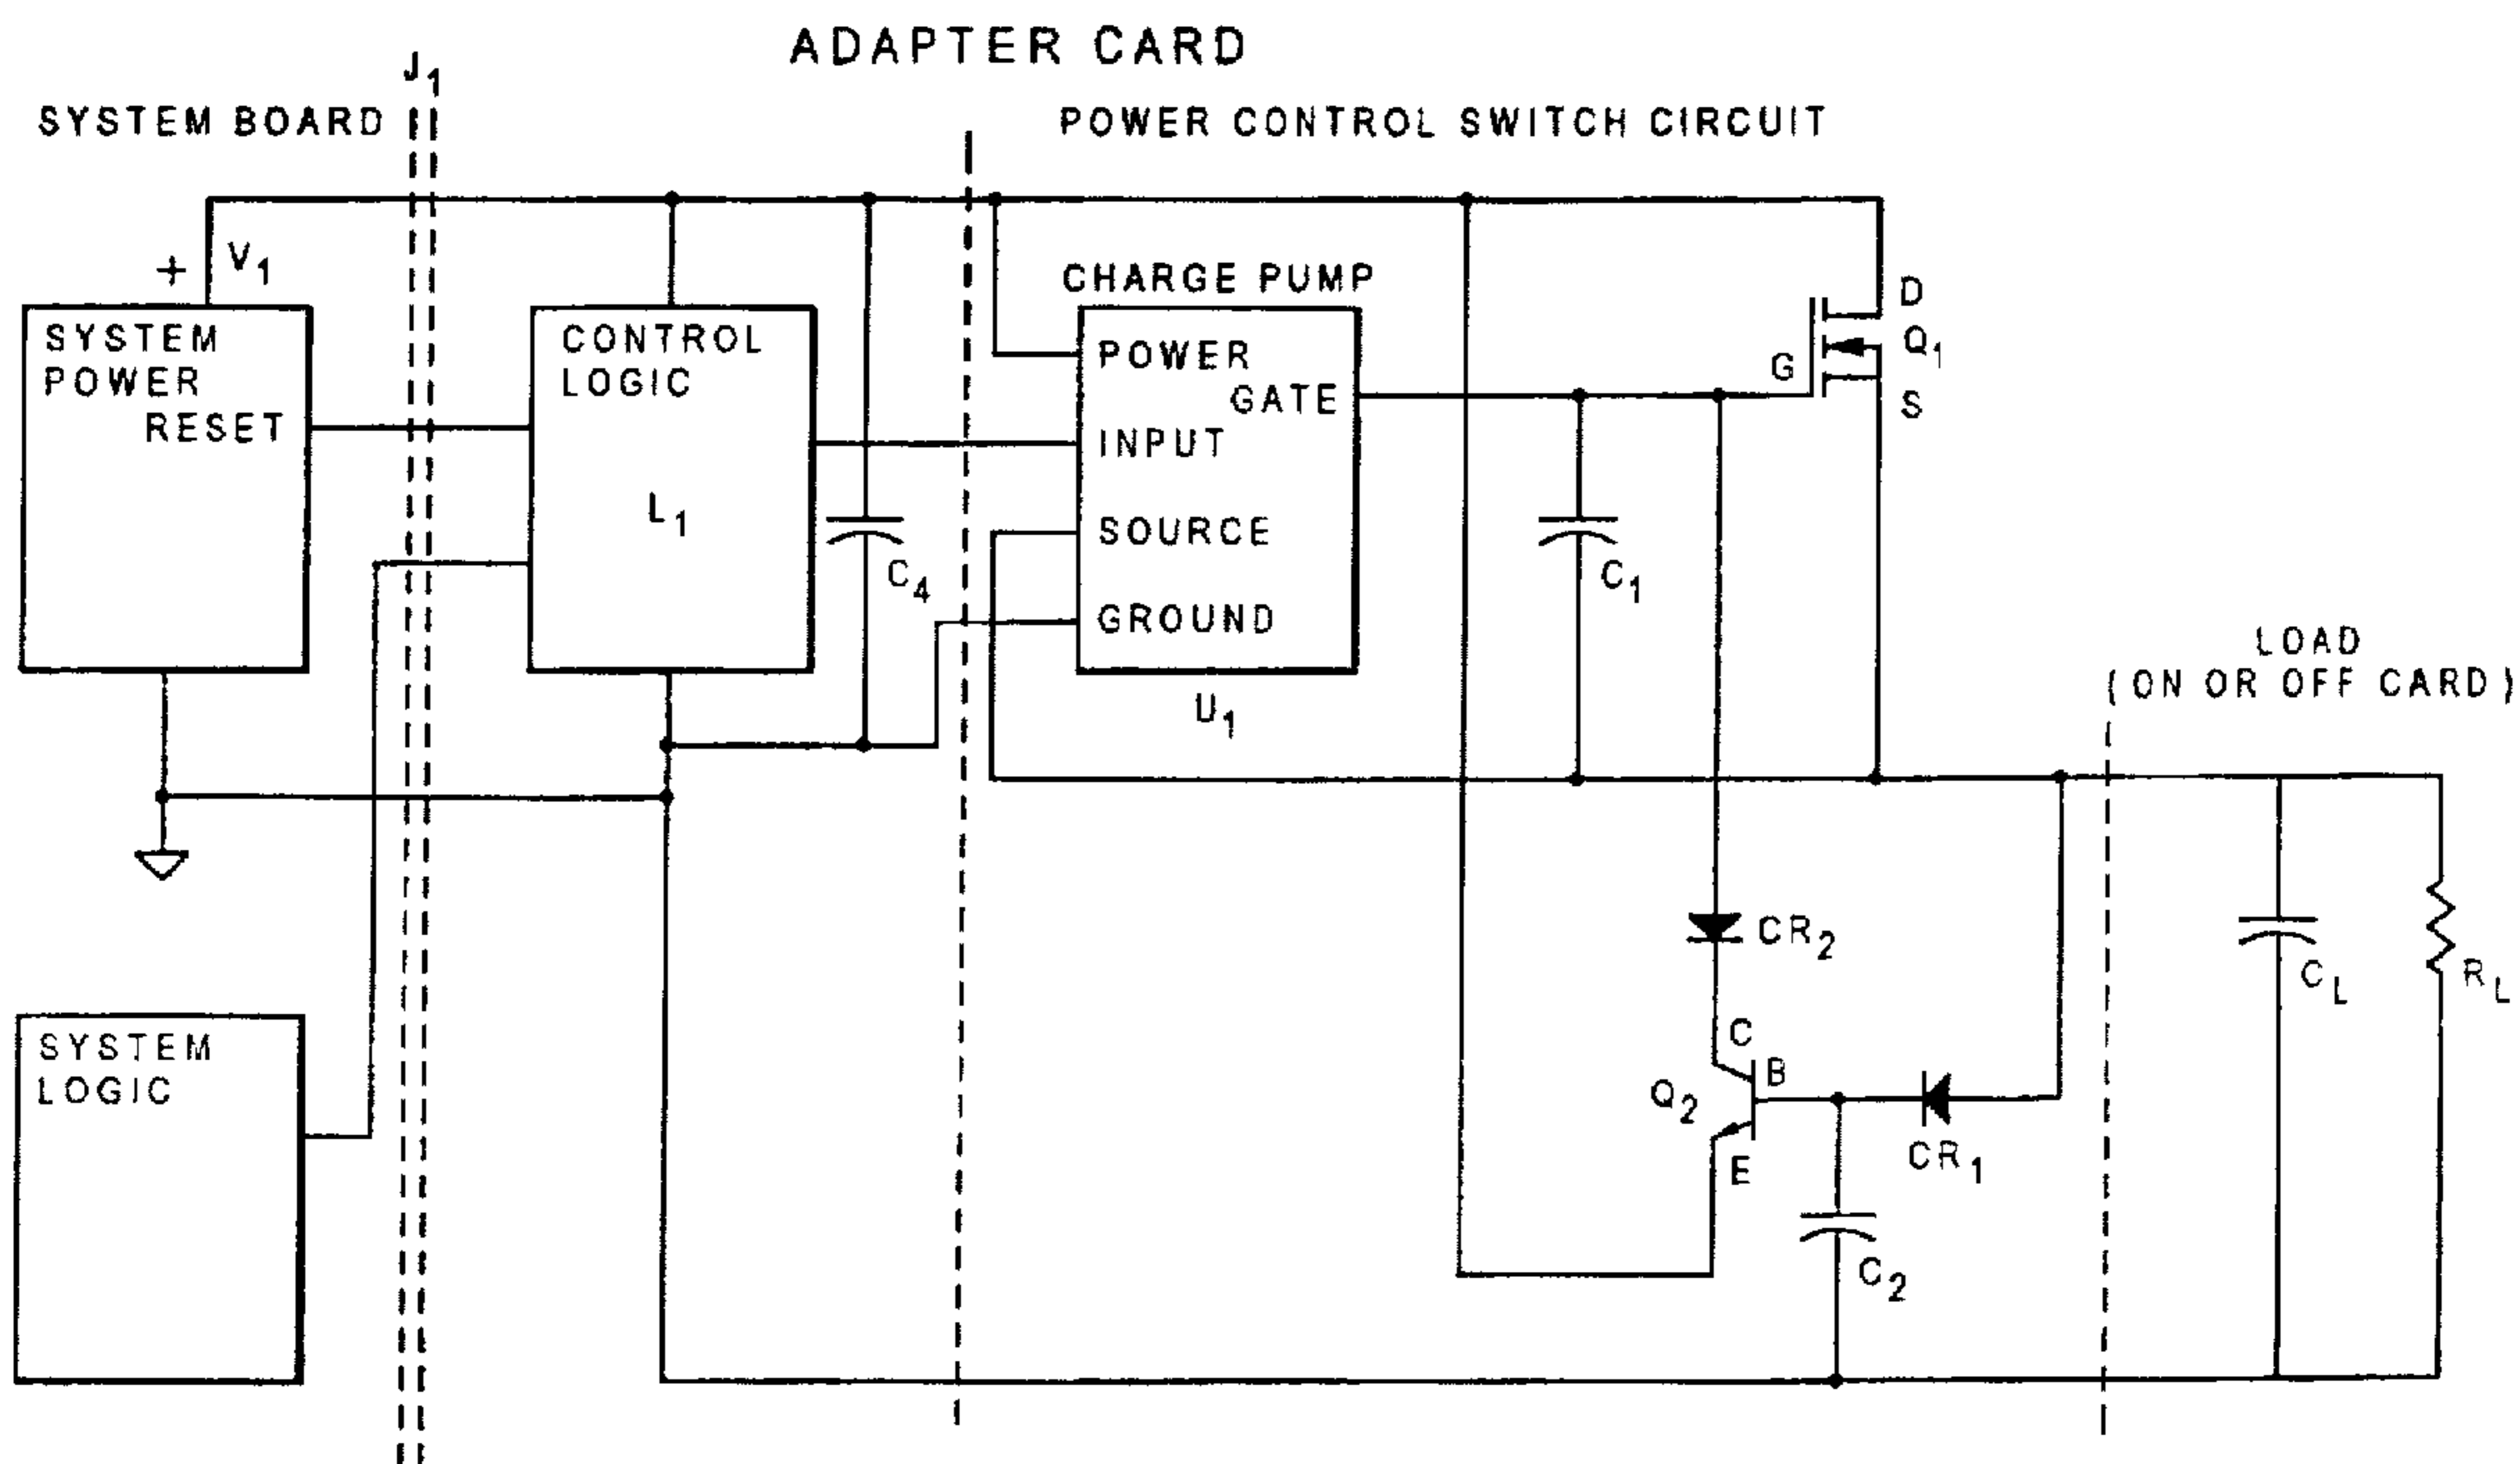 ADAPTER CARD
J1
SYSTEM BOARD
POWER CONTROL SWITCH CIRCUIT
+ V1
SYSTEM
POWER
RESET
CONTROL
LOGIC
L1
C4
CHARGE PUMP
POWER
GATE
INPUT
SOURCE
GROUND
U1
C1
G
D
Q1
S
LOAD
(ON OR OFF CARD)
CR2
C
B
Q2
E
CR1
C2
CL
RL
SYSTEM
LOGIC